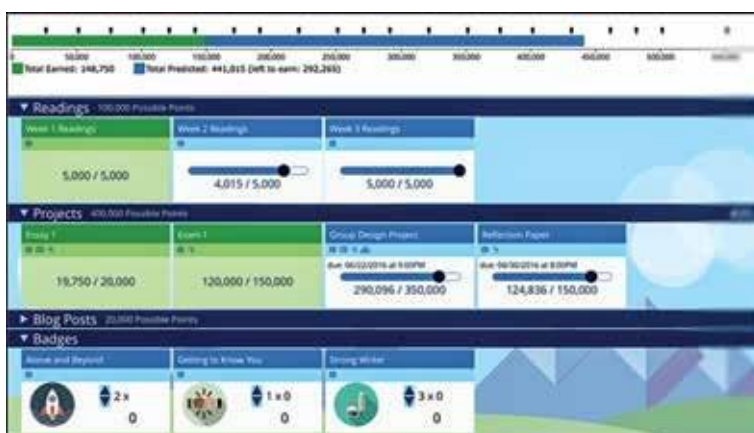 0 50,000 100,000 150,000 200,000 250,000 300,000 350,000 400,000 450,000 500,000
Total Earned: 148,750 Total Predicted: 441,015 (left to earn: 292,265)
Readings 100,000 Possible Points
Week 1 Readings Week 2 Readings Week 3 Readings
5,000 / 5,000 4,015 / 5,000 5,000 / 5,000
Projects 400,000 Possible Points
Essay 1 Exam 1 Group Design Project Reflection Paper
due: 06/22/2016 at 9:00PM due: 06/30/2016 at 8:00PM
19,750 / 20,000 120,000 / 150,000 290,096 / 350,000 124,836 / 150,000
Blog Posts 20,000 Possible Points
Badges
Above and Beyond Getting to Know You Strong Writer
2 x 1 x 0 3 x 0
0 0 0